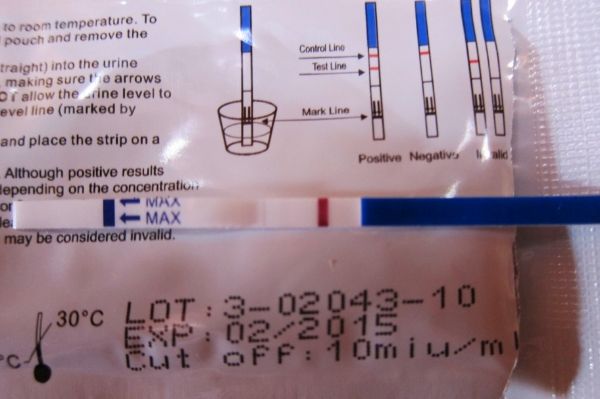 to room temperature. To
pouch and remove the
traight) into the urine
making sure the arrows
allow the urine level to
evel line (marked by
and place the strip on a
Although positive results
depending on the concentration
may be considered invalid.
Control Line
Test Line
Mark Line
Positive Negative Invalid
MAX
MAX
30°C
°C
LOT: 3-02043-10
EXP: 02/2015
Cut off: 10miu/ml